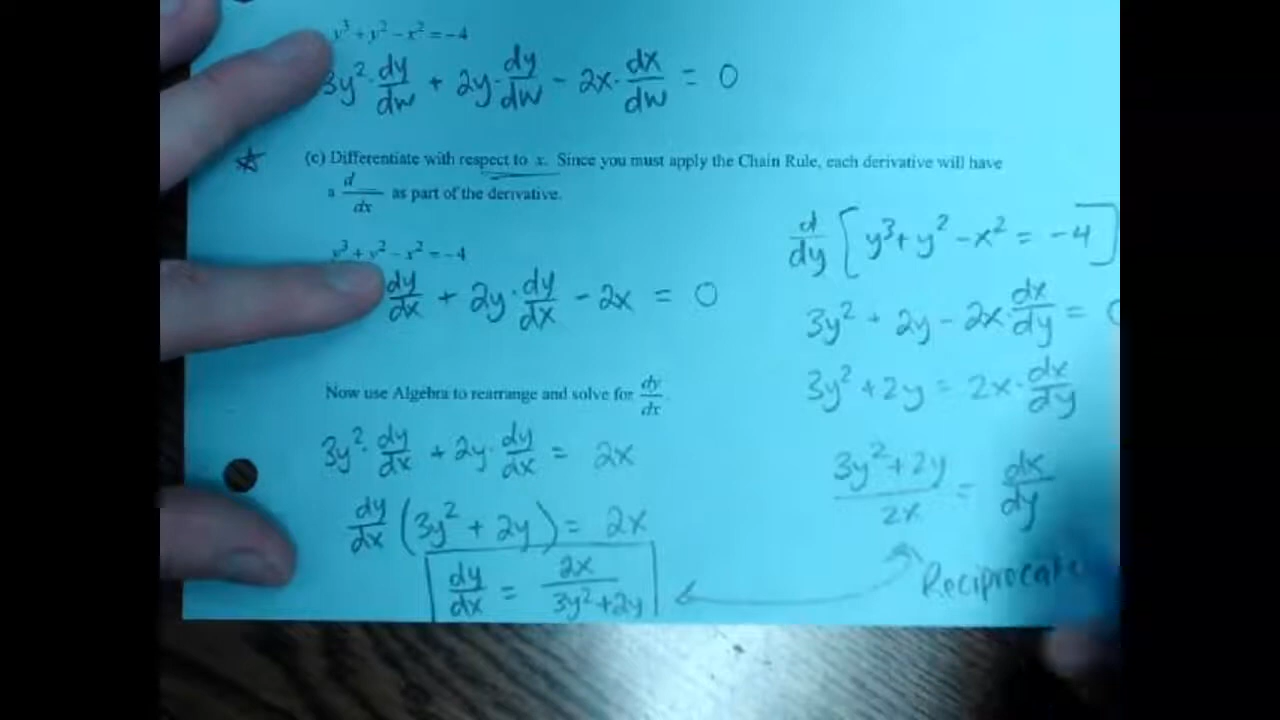 y³ + y² − x² = −4
3y² · dy/dw + 2y · dy/dw − 2x · dx/dw = 0
(c) Differentiate with respect to x. Since you must apply the Chain Rule, each derivative will have
a d/dx as part of the derivative.
y³ + y² − x² = −4
dy/dx + 2y · dy/dx − 2x = 0
Now use Algebra to rearrange and solve for dy/dx.
3y² · dy/dx + 2y · dy/dx = 2x
dy/dx (3y² + 2y) = 2x
dy/dx = 2x/(3y²+2y)
d/dy [y³ + y² − x² = −4]
3y² + 2y − 2x · dx/dy = 0
3y² + 2y = 2x · dx/dy
(3y²+2y)/2x = dx/dy
Reciprocate